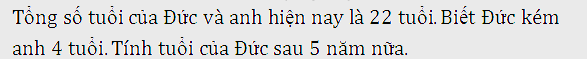 Tổng số tuổi của Đức và anh hiện nay là 22 tuổi. Biết Đức kém
anh 4 tuổi. Tính tuổi của Đức sau 5 năm nữa.